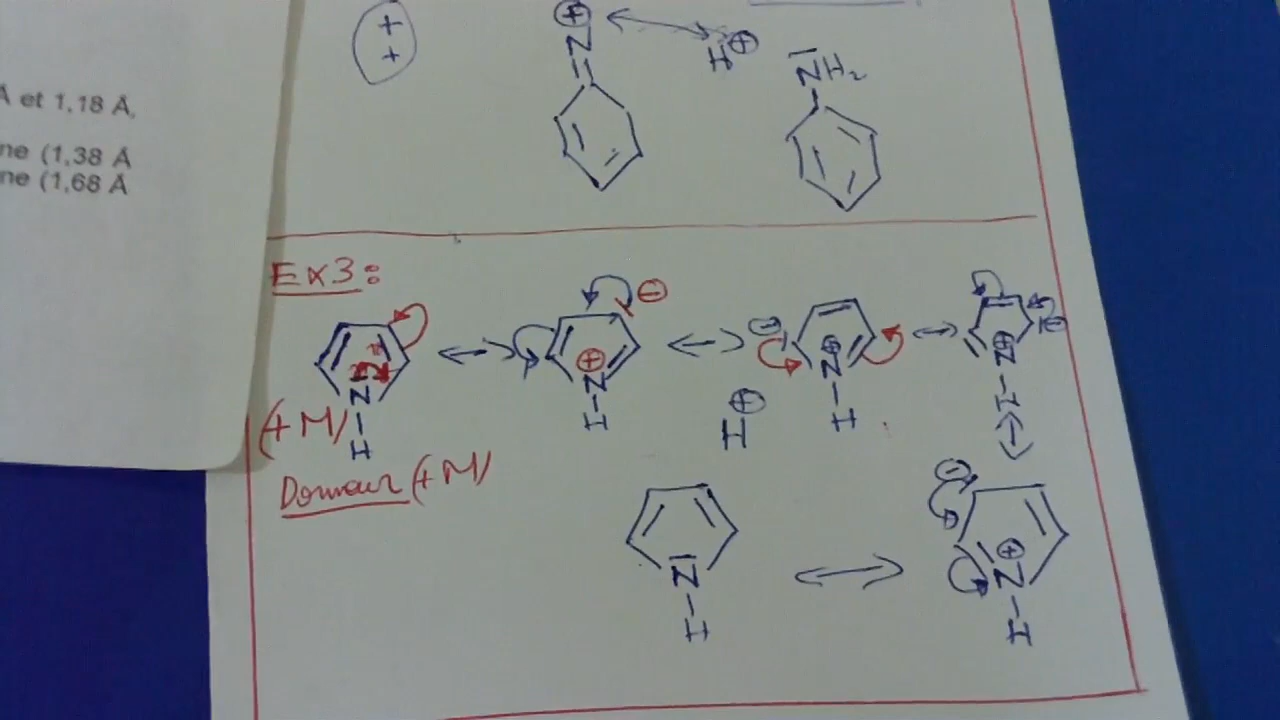 Å et 1,18 Å,
ne (1,38 Å
ne (1,68 Å
+
+
⊕
N
H⊕
NH₂
Ex3:
⊖
N
H
⊕
N
H
⊖
⊕
N
H
⊖
⊕
N
H
(+M)
Donneur (+M)
H⊕
N
H
⊖
⊕
N
H